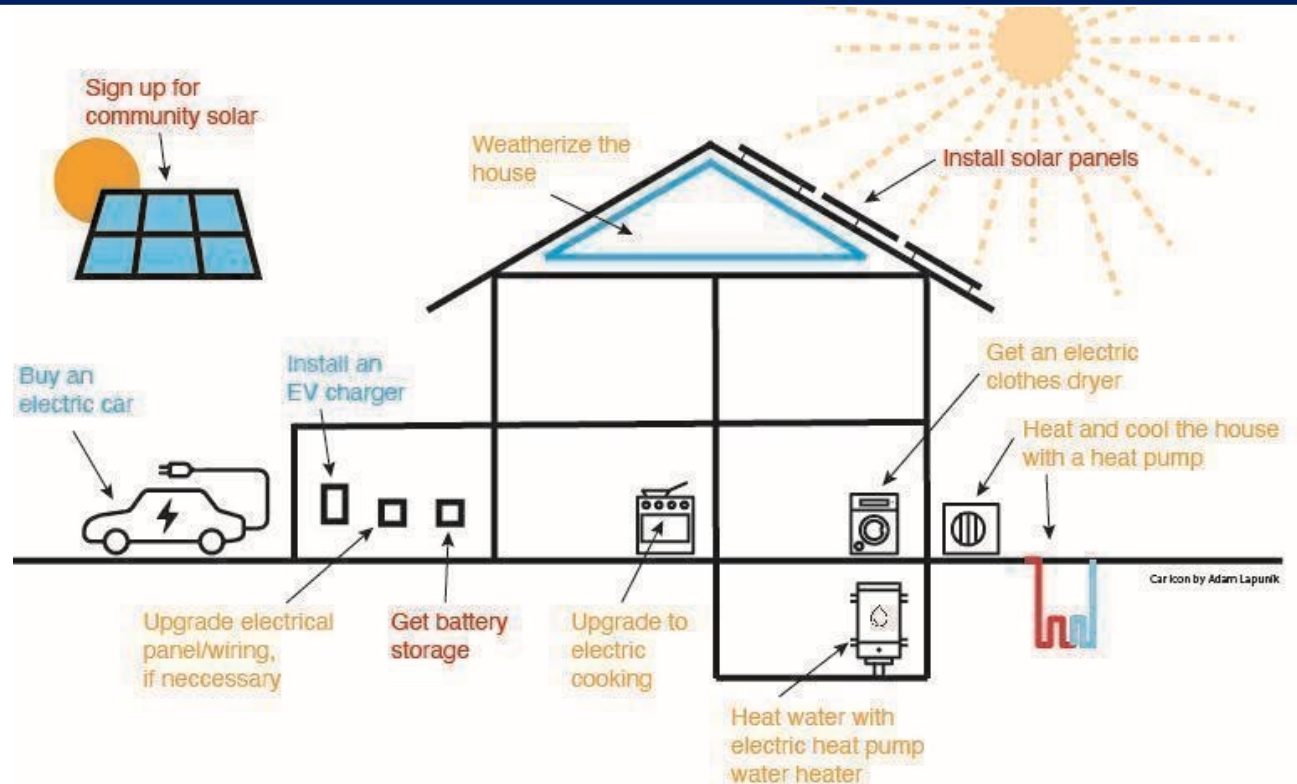 Sign up for
community solar
Weatherize the
house
Install solar panels
Buy an
electric car
Install an
EV charger
Get an electric
clothes dryer
Heat and cool the house
with a heat pump
Car Icon by Adam Lapunik
Upgrade electrical
panel/wiring,
if neccessary
Get battery
storage
Upgrade to
electric
cooking
Heat water with
electric heat pump
water heater